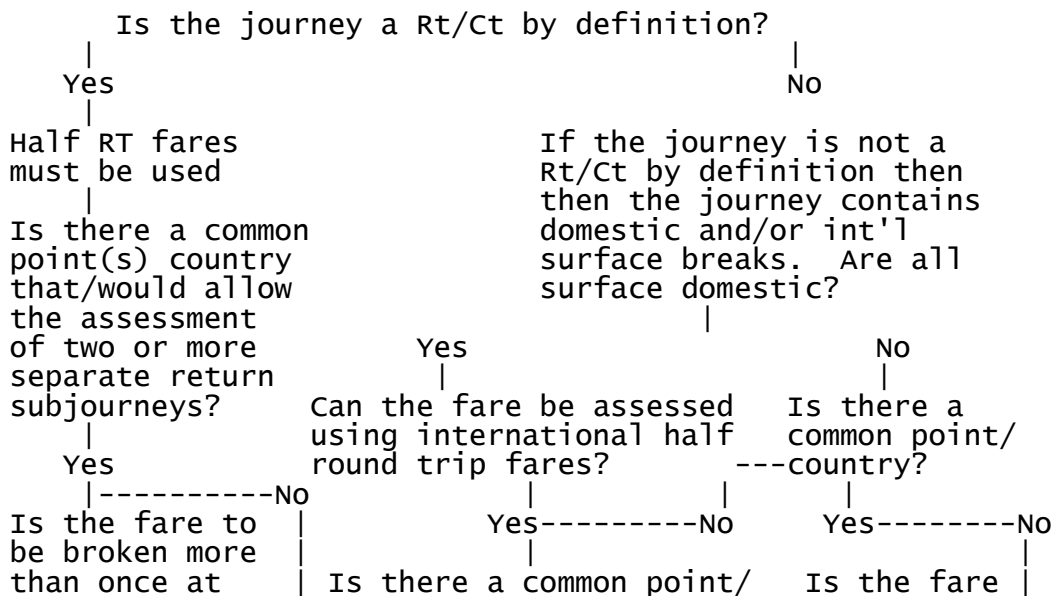 Is the journey a Rt/Ct by definition?
| |
Yes No
|
Half RT fares If the journey is not a
must be used Rt/Ct by definition then
| then the journey contains
Is there a common domestic and/or int'l
point(s) country surface breaks. Are all
that/would allow surface domestic?
the assessment |
of two or more Yes No
separate return | |
subjourneys? Can the fare be assessed Is there a
| using international half common point/
Yes round trip fares? ---country?
|----------No | | |
Is the fare to | Yes---------No Yes--------No
be broken more | | |
than once at | Is there a common point/ Is the fare |